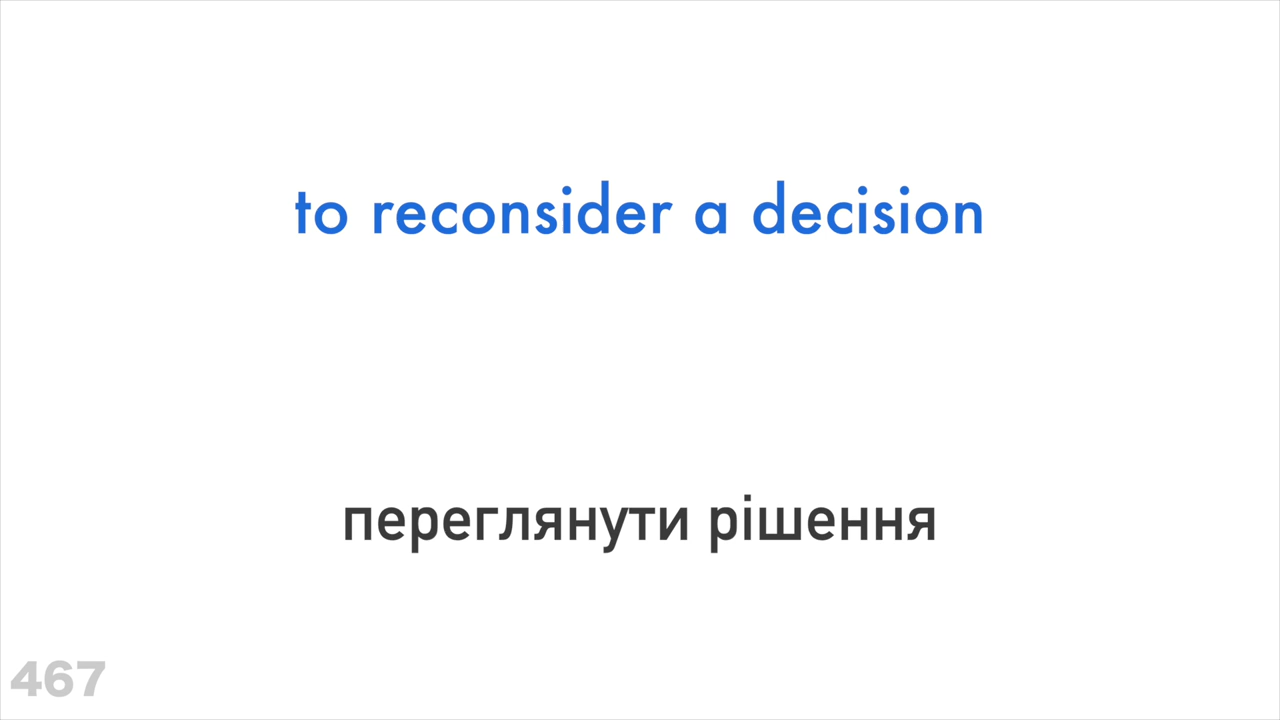 to reconsider a decision
переглянути рішення
467